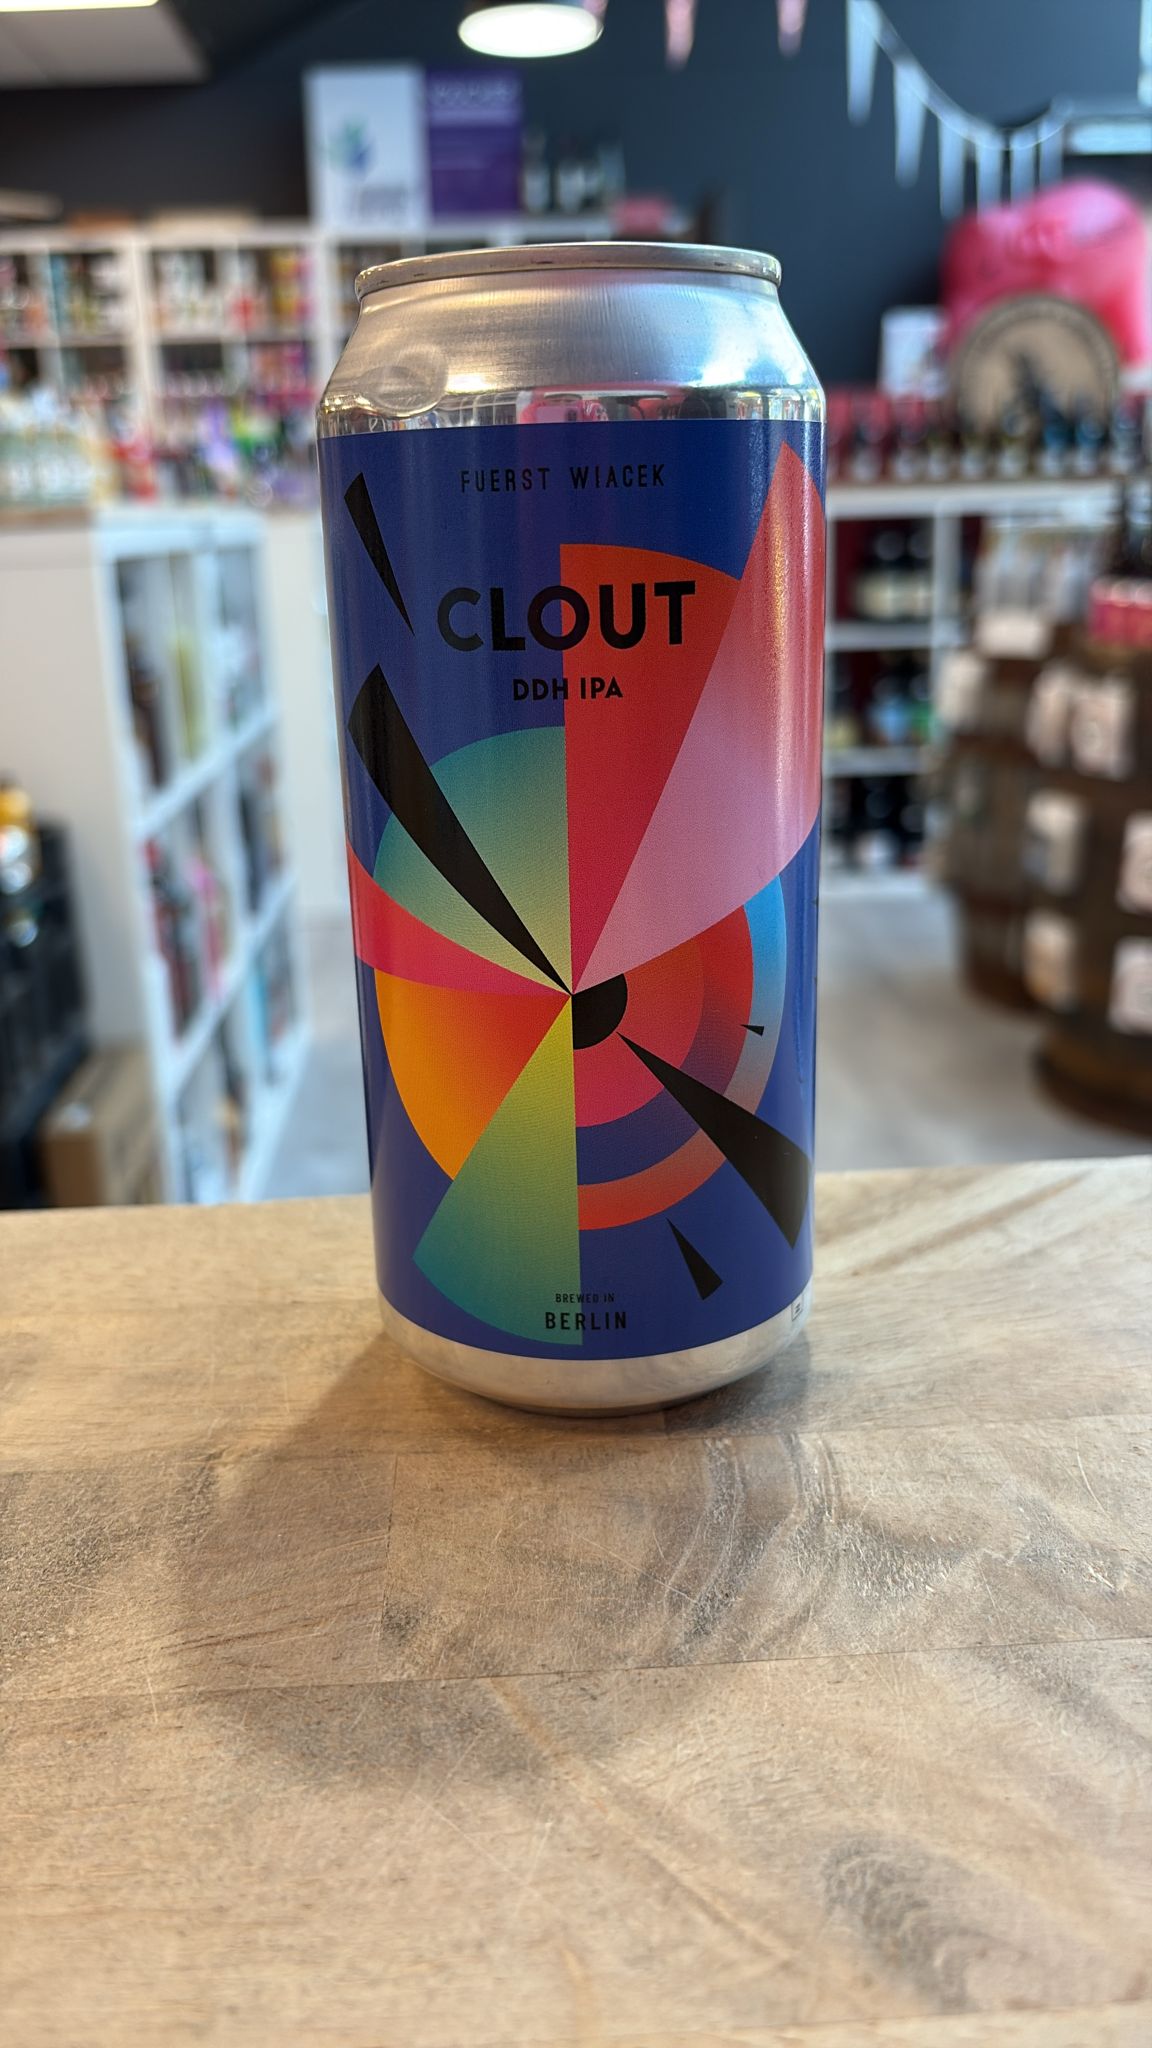 FUERST WIACEK
CLOUT
DDH IPA
BREWED IN
BERLIN